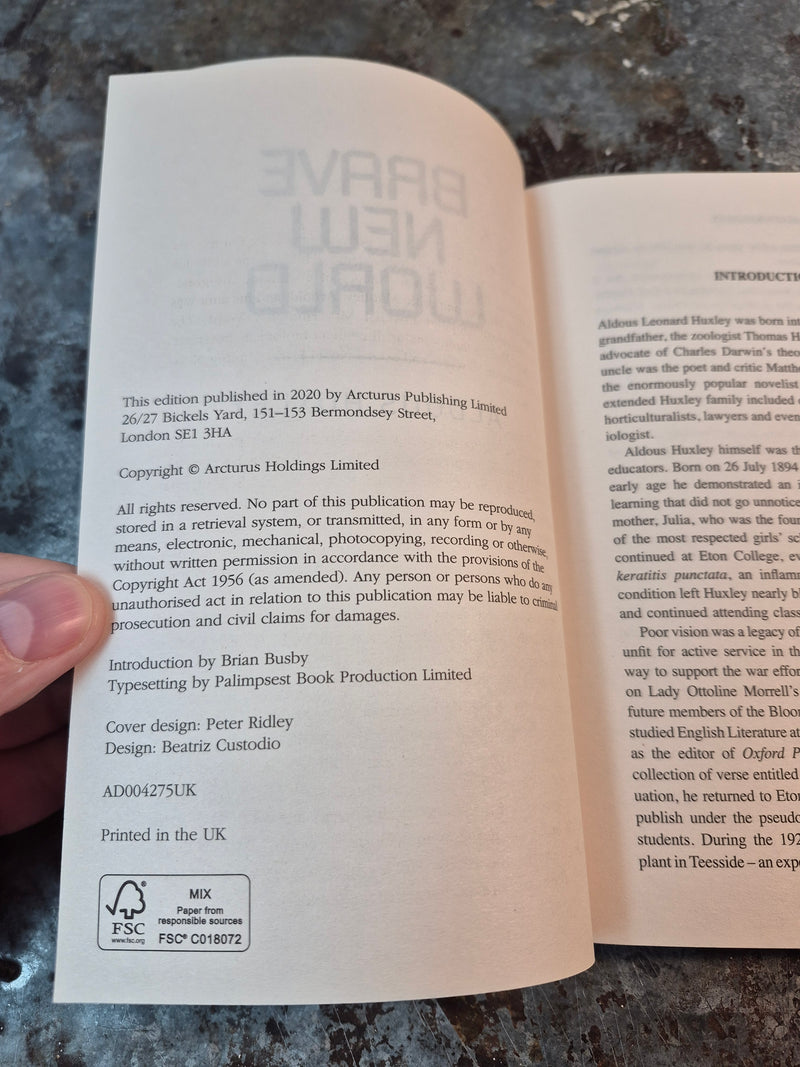 BRAVE
NEW
WORLD
This edition published in 2020 by Arcturus Publishing Limited
26/27 Bickels Yard, 151–153 Bermondsey Street,
London SE1 3HA
Copyright © Arcturus Holdings Limited
All rights reserved. No part of this publication may be reproduced,
stored in a retrieval system, or transmitted, in any form or by any
means, electronic, mechanical, photocopying, recording or otherwise,
without written permission in accordance with the provisions of the
Copyright Act 1956 (as amended). Any person or persons who do any
unauthorised act in relation to this publication may be liable to criminal
prosecution and civil claims for damages.
Introduction by Brian Busby
Typesetting by Palimpsest Book Production Limited
Cover design: Peter Ridley
Design: Beatriz Custodio
AD004275UK
Printed in the UK
FSC®
www.fsc.org
MIX
Paper from
responsible sources
FSC® C018072
INTRODUCTI
Aldous Leonard Huxley was born int
grandfather, the zoologist Thomas H
advocate of Charles Darwin's theo
uncle was the poet and critic Matth
the enormously popular novelist
extended Huxley family included
horticulturalists, lawyers and even
iologist.
Aldous Huxley himself was th
educators. Born on 26 July 1894
early age he demonstrated an i
learning that did not go unnotice
mother, Julia, who was the four
of the most respected girls' sc
continued at Eton College, ev
keratitis punctata, an inflamm
condition left Huxley nearly b
and continued attending class
Poor vision was a legacy of
unfit for active service in th
way to support the war effor
on Lady Ottoline Morrell's
future members of the Bloo
studied English Literature at
as the editor of Oxford P
collection of verse entitled
uation, he returned to Eton
publish under the pseudo
students. During the 192
plant in Teesside – an exp